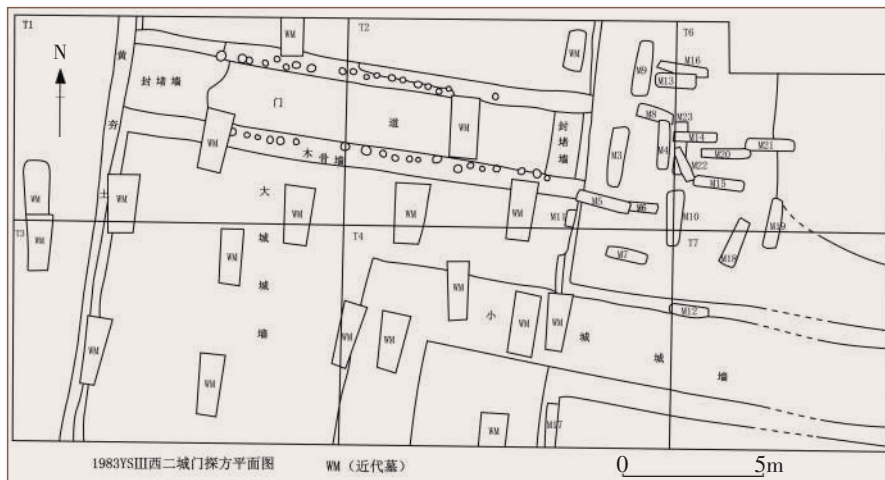 T1
T2
T6
N
黄
夯
土
封堵墙
门
道
封
堵
墙
木骨墙
大
城
城
墙
WM
WM
WM
WM
WM
WM
WM
WM
WM
WM
M9
M16
M13
M8
M23
M14
M21
M20
M3
M4
M22
M15
M5
M6
M11
M10
M19
T3
T4
T7
WM
WM
M7
M18
WM
WM
WM
WM
WM
WM
WM
WM
小
城
城
墙
M12
M17
1983YSIII西二城门探方平面图
WM(近代墓)
0
5m